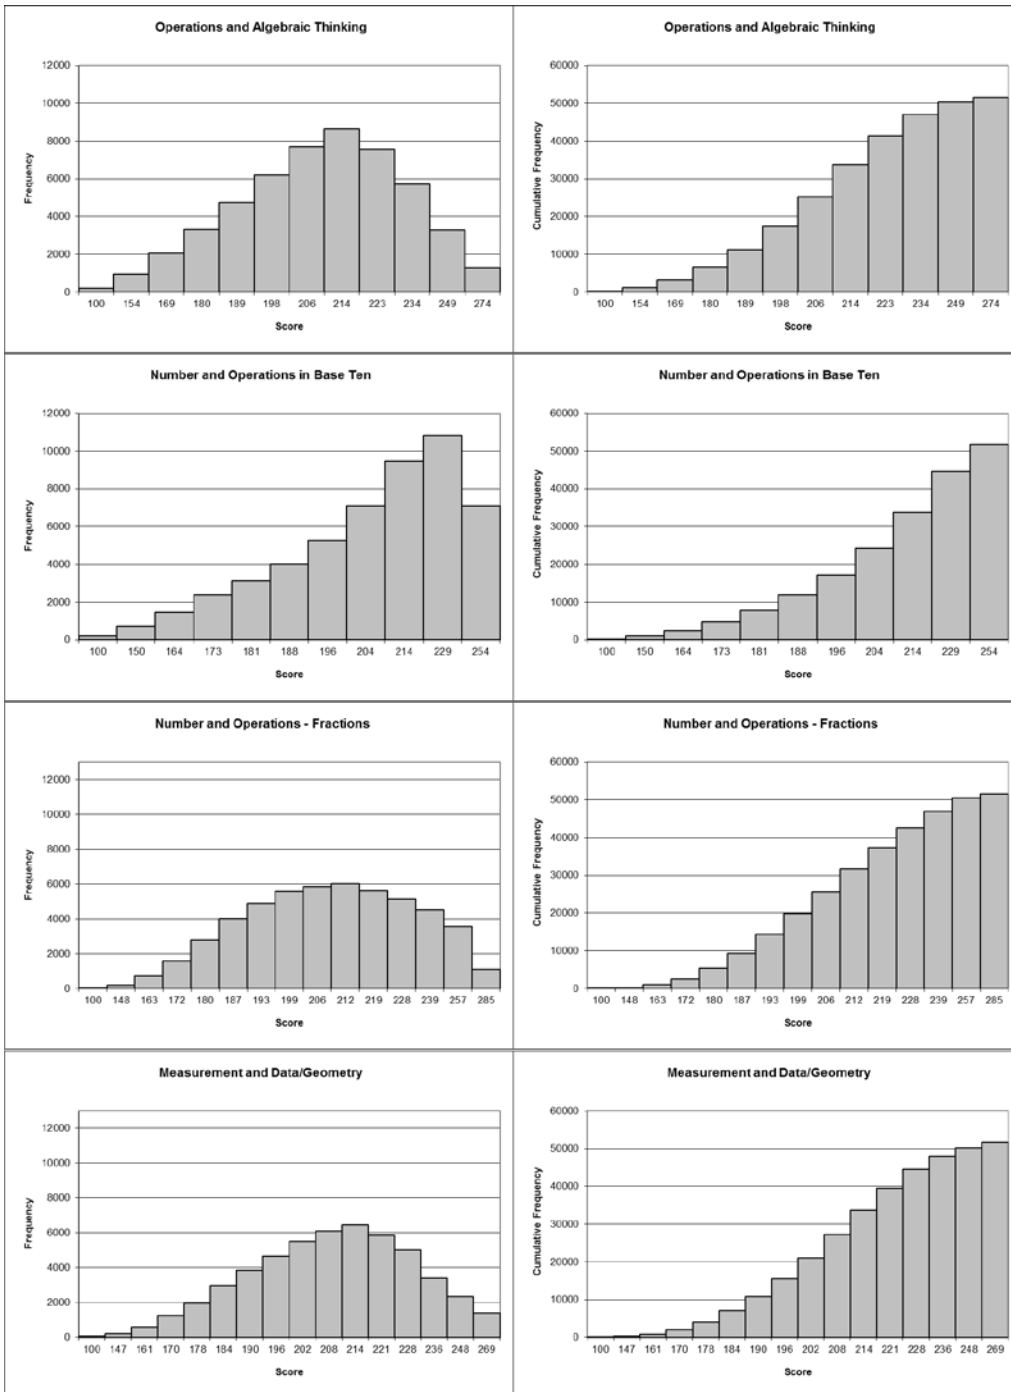 Operations and Algebraic Thinking
12000
10000
8000
6000
4000
2000
0
Frequency
100 154 169 180 189 198 206 214 223 234 249 274
Score
Operations and Algebraic Thinking
60000
50000
40000
30000
20000
10000
0
Cumulative Frequency
100 154 169 180 189 198 206 214 223 234 249 274
Score
Number and Operations in Base Ten
12000
10000
8000
6000
4000
2000
0
Frequency
100 150 164 173 181 188 196 204 214 229 254
Score
Number and Operations in Base Ten
60000
50000
40000
30000
20000
10000
0
Cumulative Frequency
100 150 164 173 181 188 196 204 214 229 254
Score
Number and Operations - Fractions
12000
10000
8000
6000
4000
2000
0
Frequency
100 148 163 172 180 187 193 199 206 212 219 228 239 257 285
Score
Number and Operations - Fractions
60000
50000
40000
30000
20000
10000
0
Cumulative Frequency
100 148 163 172 180 187 193 199 206 212 219 228 239 257 285
Score
Measurement and Data/Geometry
12000
10000
8000
6000
4000
2000
0
Frequency
100 147 161 170 178 184 190 196 202 208 214 221 228 236 248 269
Score
Measurement and Data/Geometry
60000
50000
40000
30000
20000
10000
0
Cumulative Frequency
100 147 161 170 178 184 190 196 202 208 214 221 228 236 248 269
Score